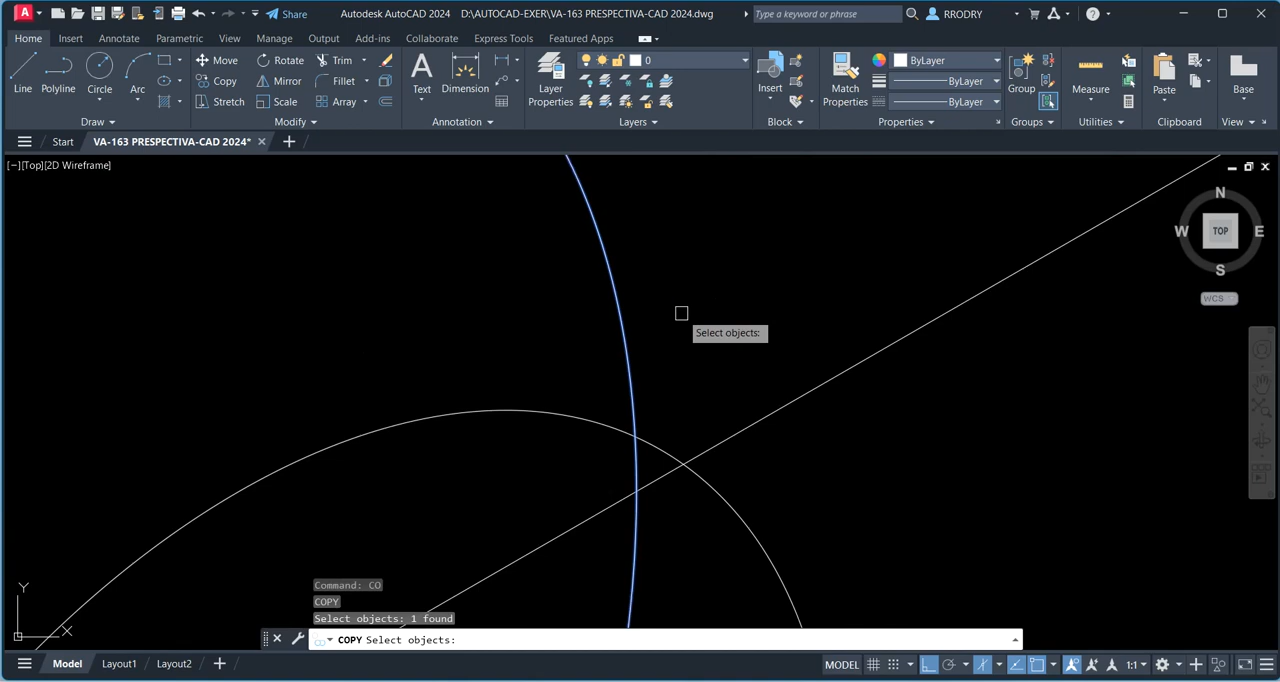 A Share Autodesk AutoCAD 2024 D:\AUTOCAD-EXER\VA-163 PRESPECTIVA-CAD 2024.dwg Type a keyword or phrase RRODRY
Home Insert Annotate Parametric View Manage Output Add-ins Collaborate Express Tools Featured Apps
Line Polyline Circle Arc
Draw
Move Rotate Trim
Copy Mirror Fillet
Stretch Scale Array
Modify
A Text Dimension
Annotation
Layer Properties
0
Layers
Insert
Block
Match Properties
ByLayer
ByLayer
ByLayer
Properties
Group
Groups
Measure
Utilities
Paste
Clipboard
Base
View
Start VA-163 PRESPECTIVA-CAD 2024*
[−][Top][2D Wireframe]
N
W TOP E
S
WCS
Select objects:
Y
X
Command: CO
COPY
Select objects: 1 found
COPY Select objects:
Model Layout1 Layout2 MODEL 1:1